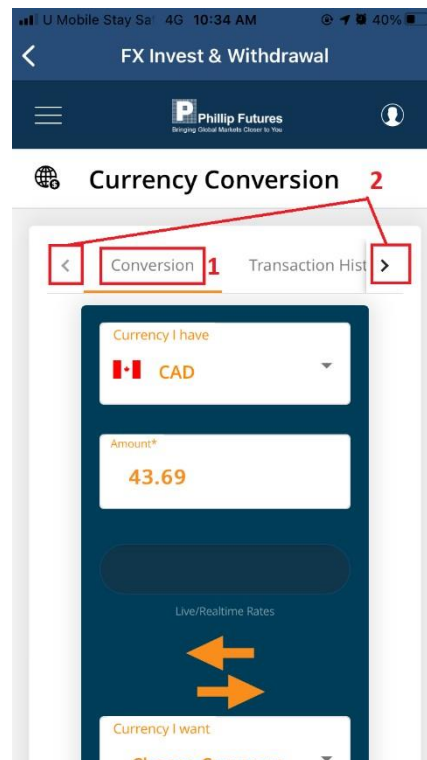 U Mobile Stay Sa 4G 10:34 AM 40%
FX Invest & Withdrawal
Phillip Futures
Bringing Global Markets Closer to You
Currency Conversion 2
Conversion 1 Transaction Hist
Currency I have
CAD
Amount*
43.69
Live/Realtime Rates
Currency I want